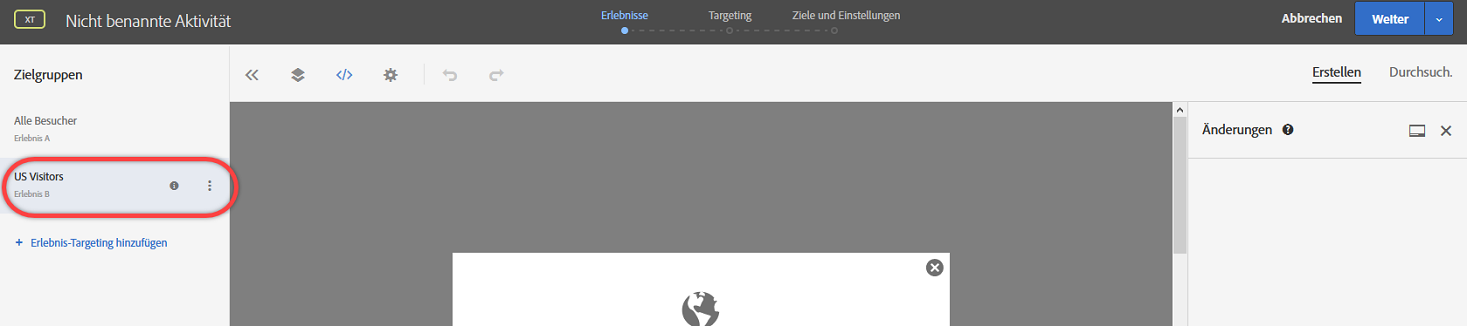 XT Nicht benannte Aktivität
Erlebnisse Targeting Ziele und Einstellungen
Abbrechen Weiter
Zielgruppen
Erstellen Durchsuch.
Alle Besucher
Erlebnis A
Änderungen ?
US Visitors
Erlebnis B
+ Erlebnis-Targeting hinzufügen